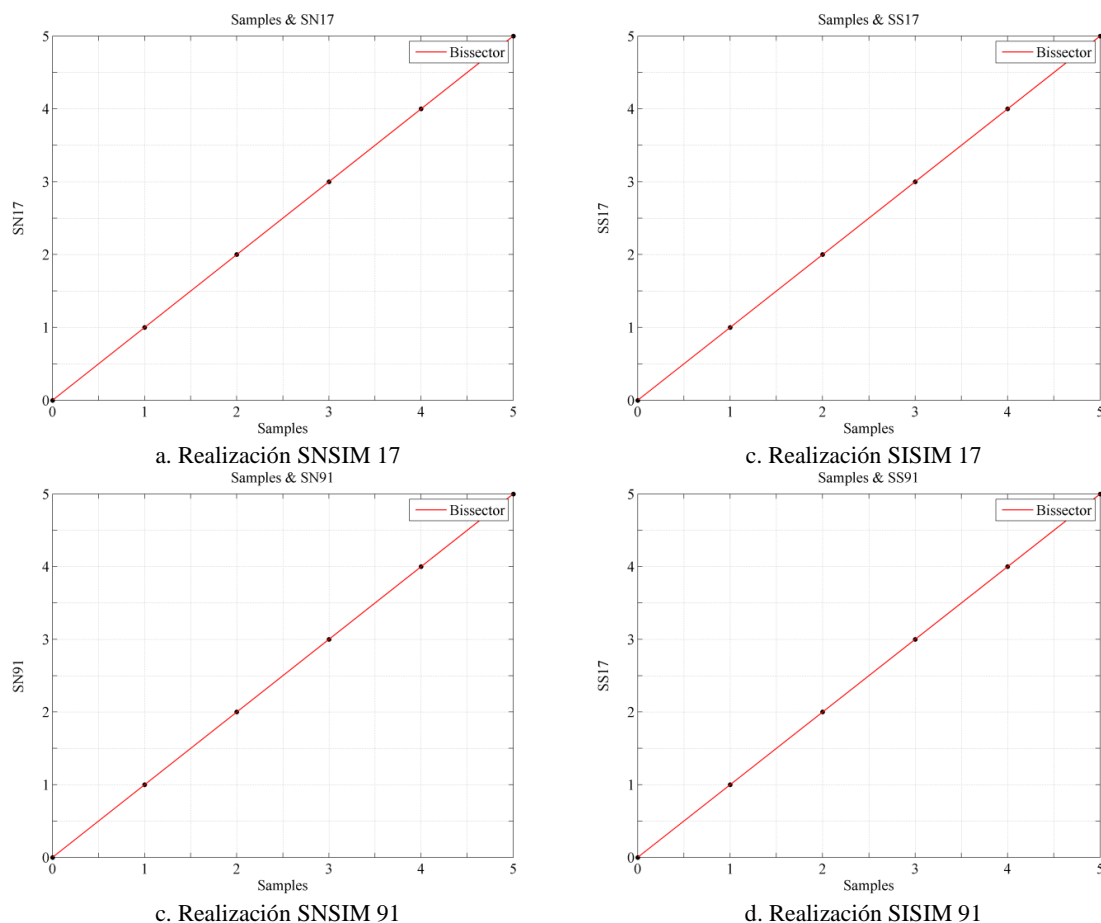 Samples & SN17
5
4
3
2
1
0
SN17
Bissector
0 1 2 3 4 5
Samples
a. Realización SNSIM 17
Samples & SS17
5
4
3
2
1
0
SS17
Bissector
0 1 2 3 4 5
Samples
c. Realización SISIM 17
Samples & SN91
5
4
3
2
1
0
SN91
Bissector
0 1 2 3 4 5
Samples
c. Realización SNSIM 91
Samples & SS91
5
4
3
2
1
0
SS17
Bissector
0 1 2 3 4 5
Samples
d. Realización SISIM 91